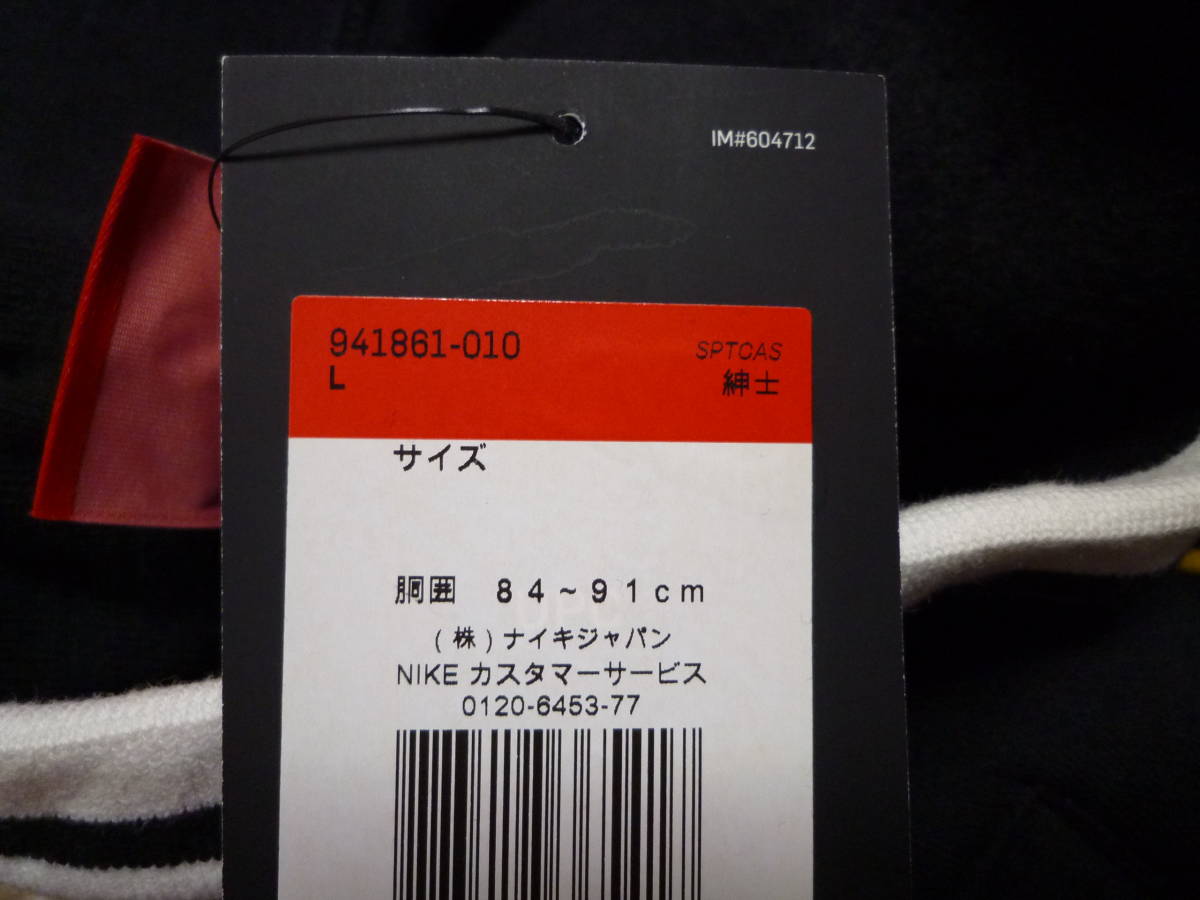 IM#604712
941861-010
SPTCAS
L
紳士
サイズ
胴囲 84~91cm
(株)ナイキジャパン
NIKE カスタマーサービス
0120-6453-77